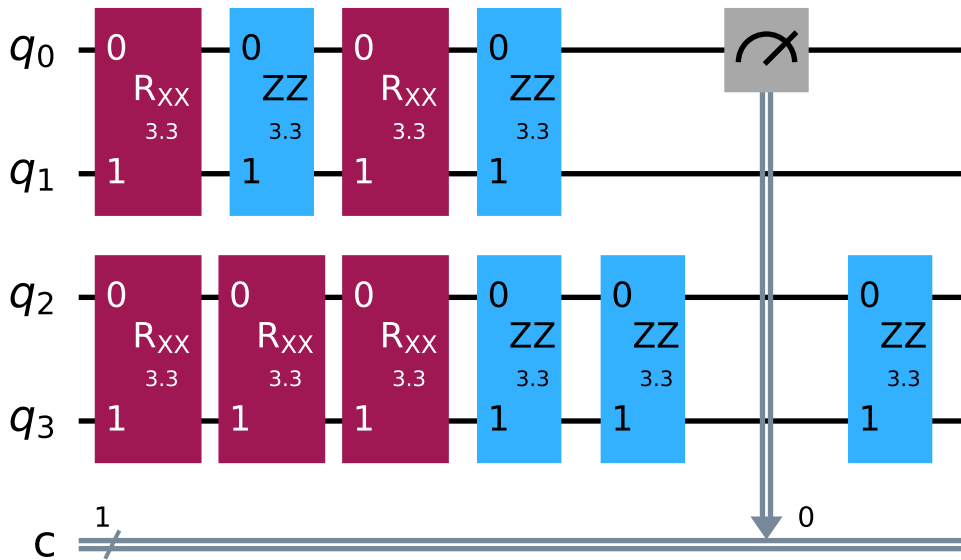 q0 0 0 0 0
RXX ZZ RXX ZZ
3.3 3.3 3.3 3.3
q1 1 1 1 1
q2 0 0 0 0 0 0
RXX RXX RXX ZZ ZZ ZZ
3.3 3.3 3.3 3.3 3.3 3.3
q3 1 1 1 1 1 1
1 0
c